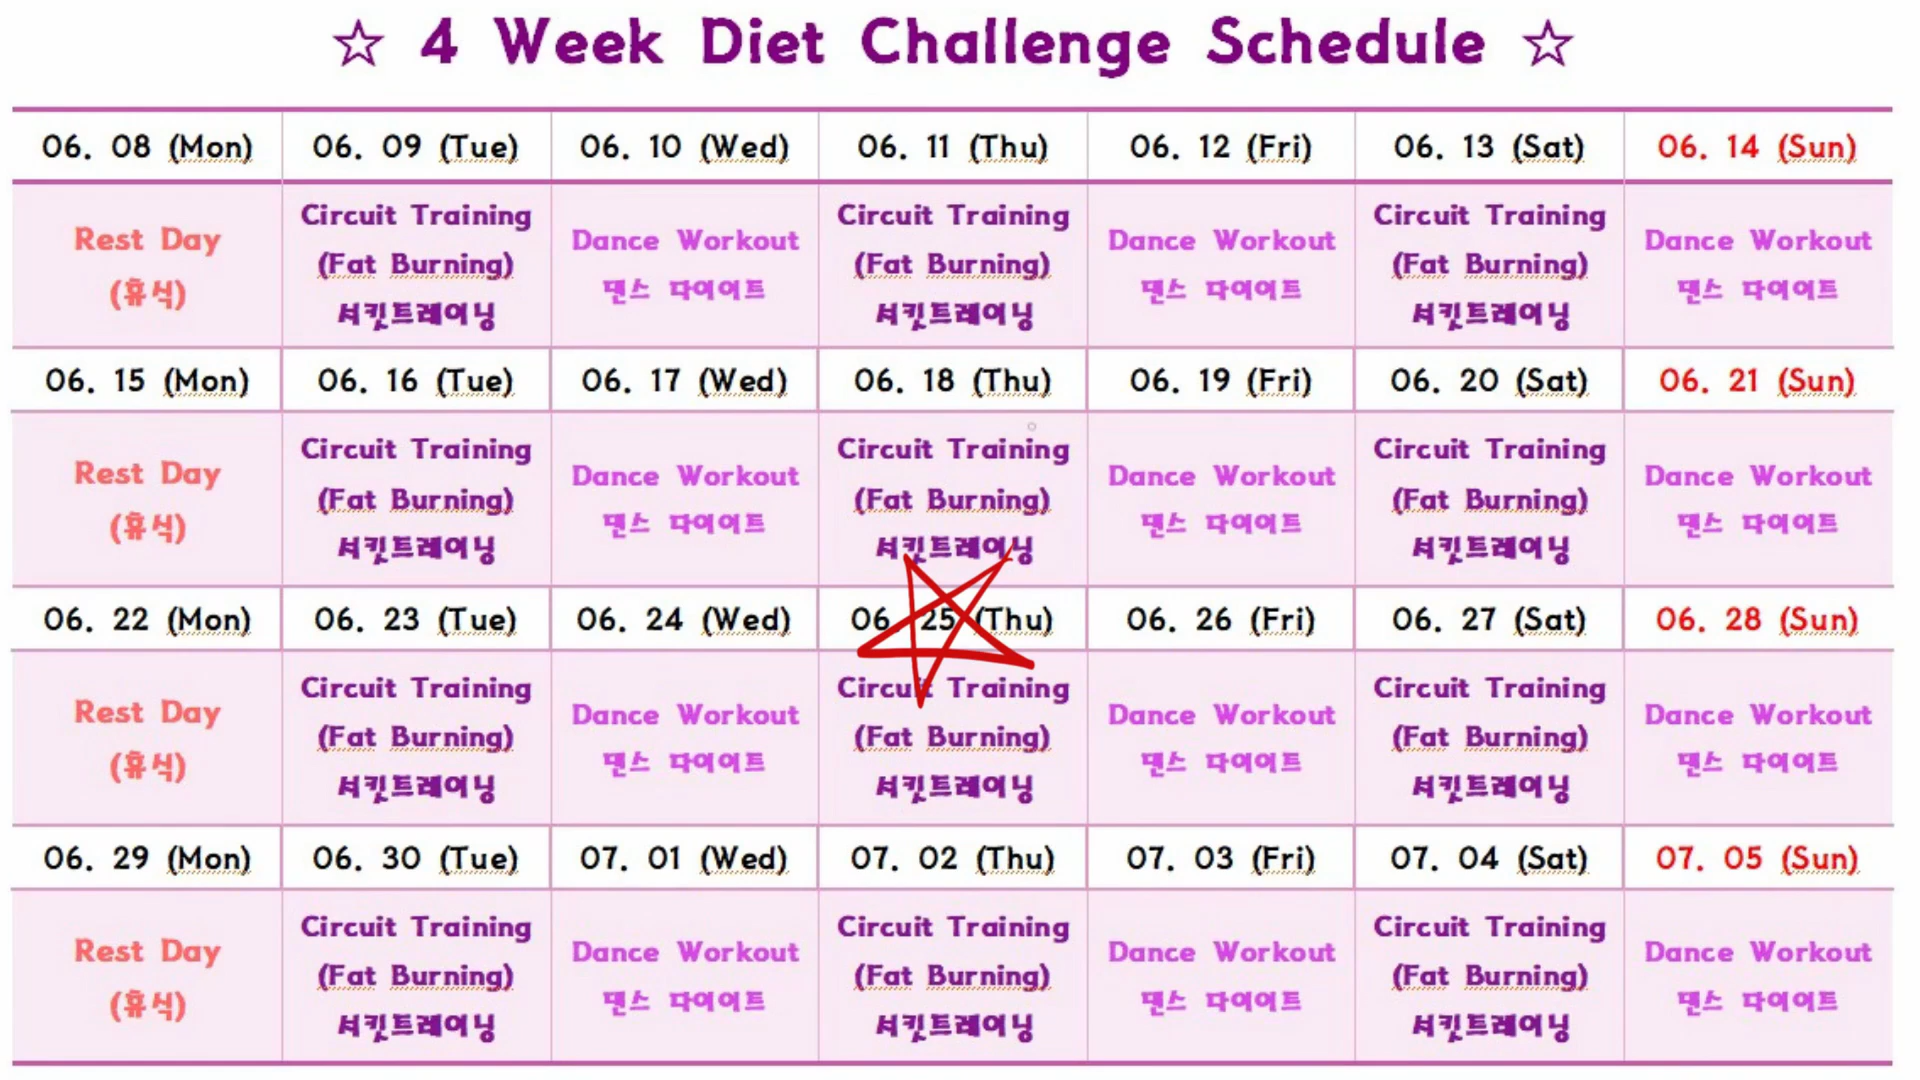 ☆ 4 Week Diet Challenge Schedule ☆
06. 08 (Mon) 06. 09 (Tue) 06. 10 (Wed) 06. 11 (Thu) 06. 12 (Fri) 06. 13 (Sat) 06. 14 (Sun)
Rest Day
(휴식)
Circuit Training
(Fat Burning)
서킷트레이닝
Dance Workout
댄스 다이어트
Circuit Training
(Fat Burning)
서킷트레이닝
Dance Workout
댄스 다이어트
Circuit Training
(Fat Burning)
서킷트레이닝
Dance Workout
댄스 다이어트
06. 15 (Mon) 06. 16 (Tue) 06. 17 (Wed) 06. 18 (Thu) 06. 19 (Fri) 06. 20 (Sat) 06. 21 (Sun)
Rest Day
(휴식)
Circuit Training
(Fat Burning)
서킷트레이닝
Dance Workout
댄스 다이어트
Circuit Training
(Fat Burning)
서킷트레이닝
Dance Workout
댄스 다이어트
Circuit Training
(Fat Burning)
서킷트레이닝
Dance Workout
댄스 다이어트
06. 22 (Mon) 06. 23 (Tue) 06. 24 (Wed) 06. 25 (Thu) 06. 26 (Fri) 06. 27 (Sat) 06. 28 (Sun)
Rest Day
(휴식)
Circuit Training
(Fat Burning)
서킷트레이닝
Dance Workout
댄스 다이어트
Circuit Training
(Fat Burning)
서킷트레이닝
Dance Workout
댄스 다이어트
Circuit Training
(Fat Burning)
서킷트레이닝
Dance Workout
댄스 다이어트
06. 29 (Mon) 06. 30 (Tue) 07. 01 (Wed) 07. 02 (Thu) 07. 03 (Fri) 07. 04 (Sat) 07. 05 (Sun)
Rest Day
(휴식)
Circuit Training
(Fat Burning)
서킷트레이닝
Dance Workout
댄스 다이어트
Circuit Training
(Fat Burning)
서킷트레이닝
Dance Workout
댄스 다이어트
Circuit Training
(Fat Burning)
서킷트레이닝
Dance Workout
댄스 다이어트